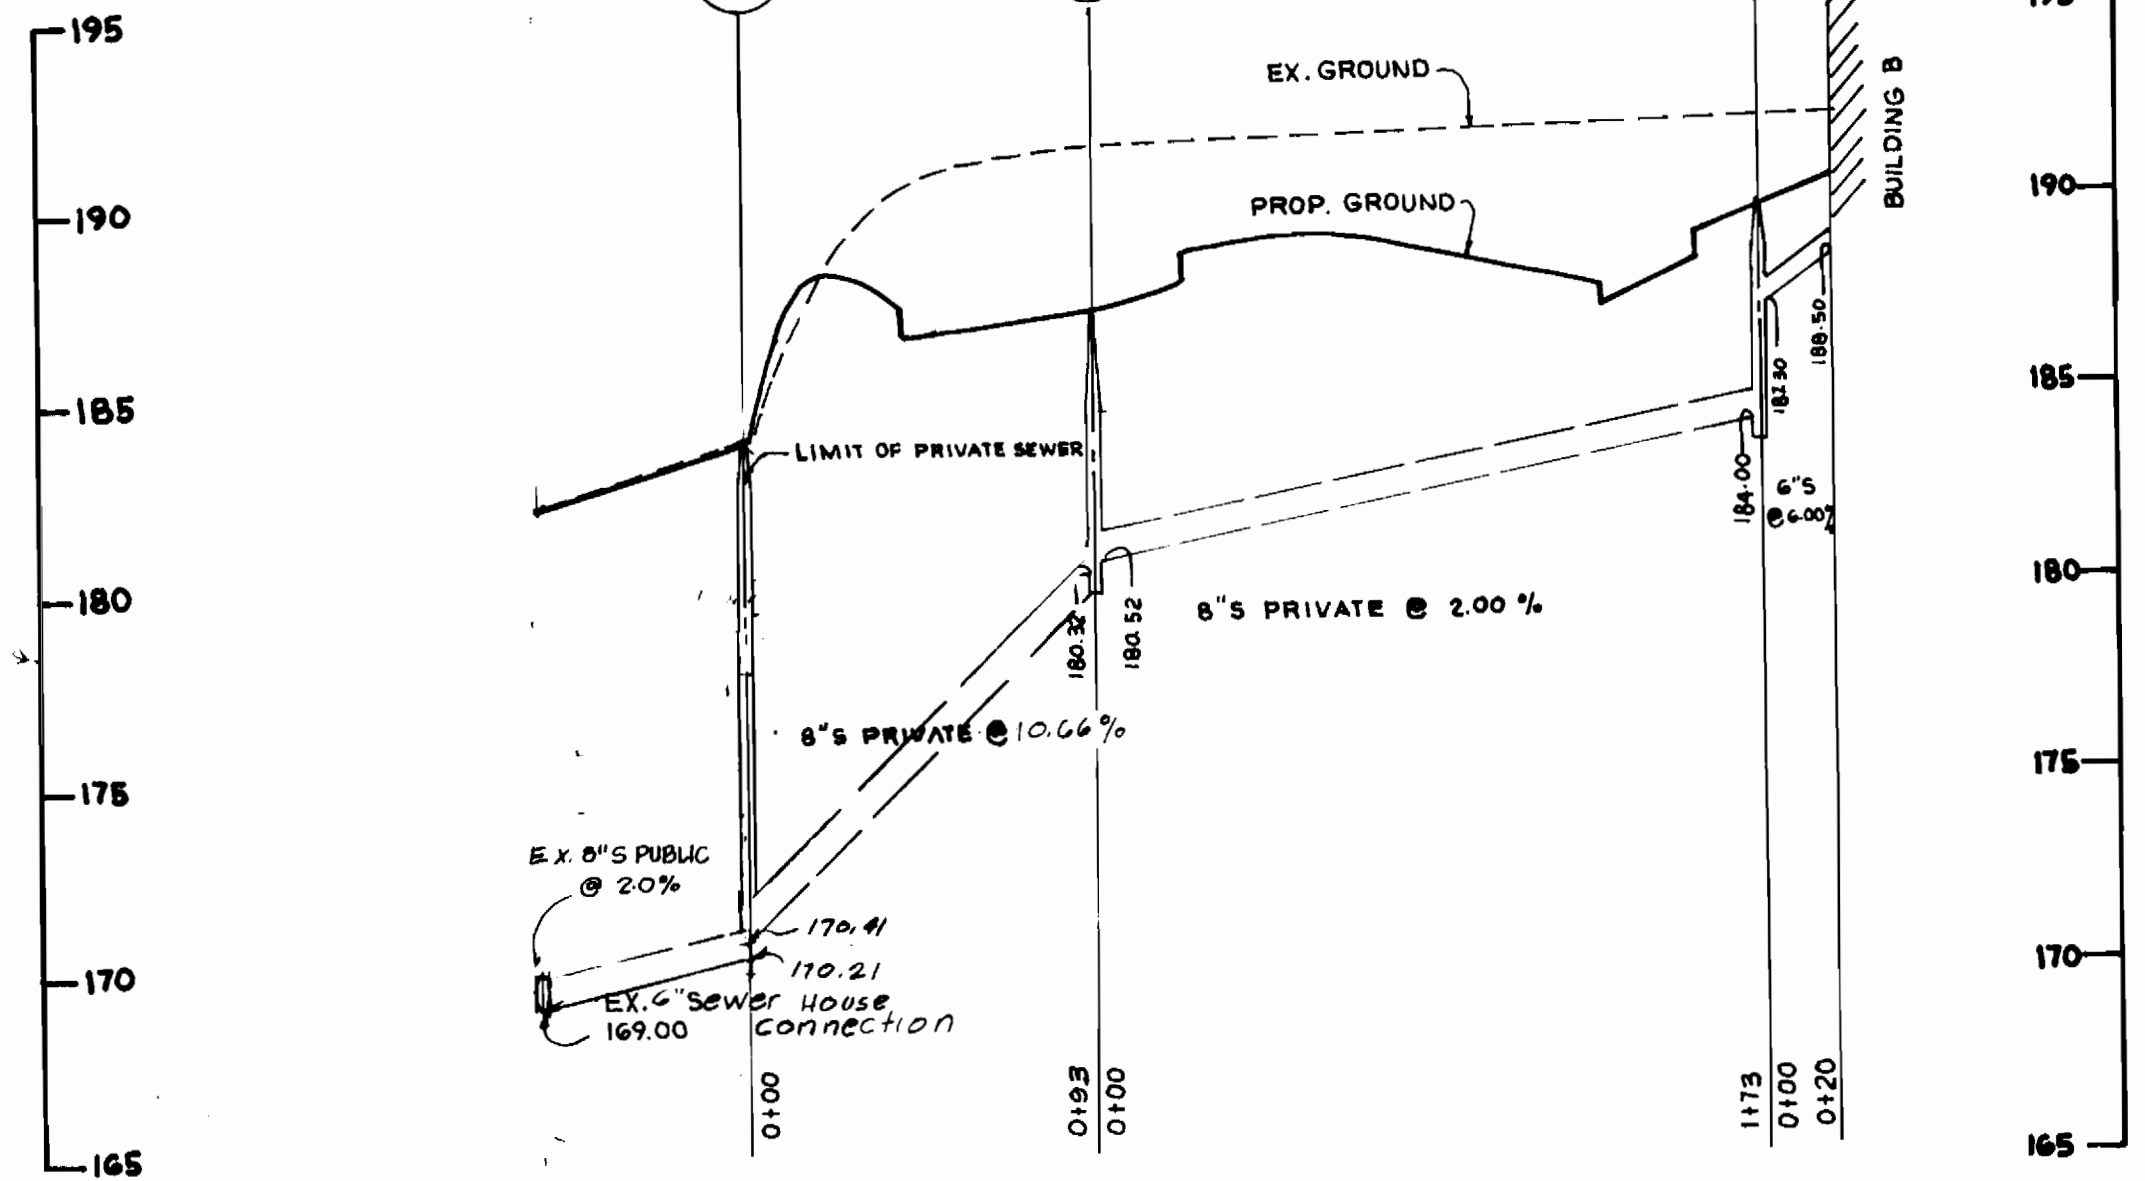 195
190
185
180
175
170
165
EX. GROUND
PROP. GROUND
BUILDING B
LIMIT OF PRIVATE SEWER
190
185
180
175
170
165
187.30
188.50
184.00
6"S
@ 6.00%
180.32
180.52
8"S PRIVATE @ 2.00 %
8"S PRIVATE @ 10.66%
EX. 8"S PUBLIC
@ 2.0%
170.41
170.21
EX. 6" Sewer House
connection
169.00
0+00
0+93
0+00
1+73
0+00
0+20